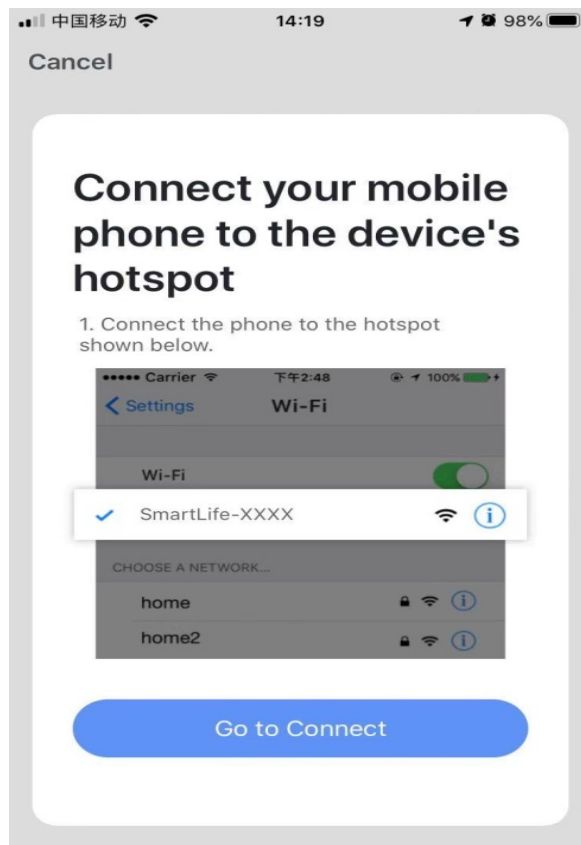 中国移动 14:19 98%
Cancel
Connect your mobile
phone to the device's
hotspot
1. Connect the phone to the hotspot
shown below.
Carrier 下午2:48 100%
Settings Wi-Fi
Wi-Fi
SmartLife-XXXX
CHOOSE A NETWORK...
home
home2
Go to Connect